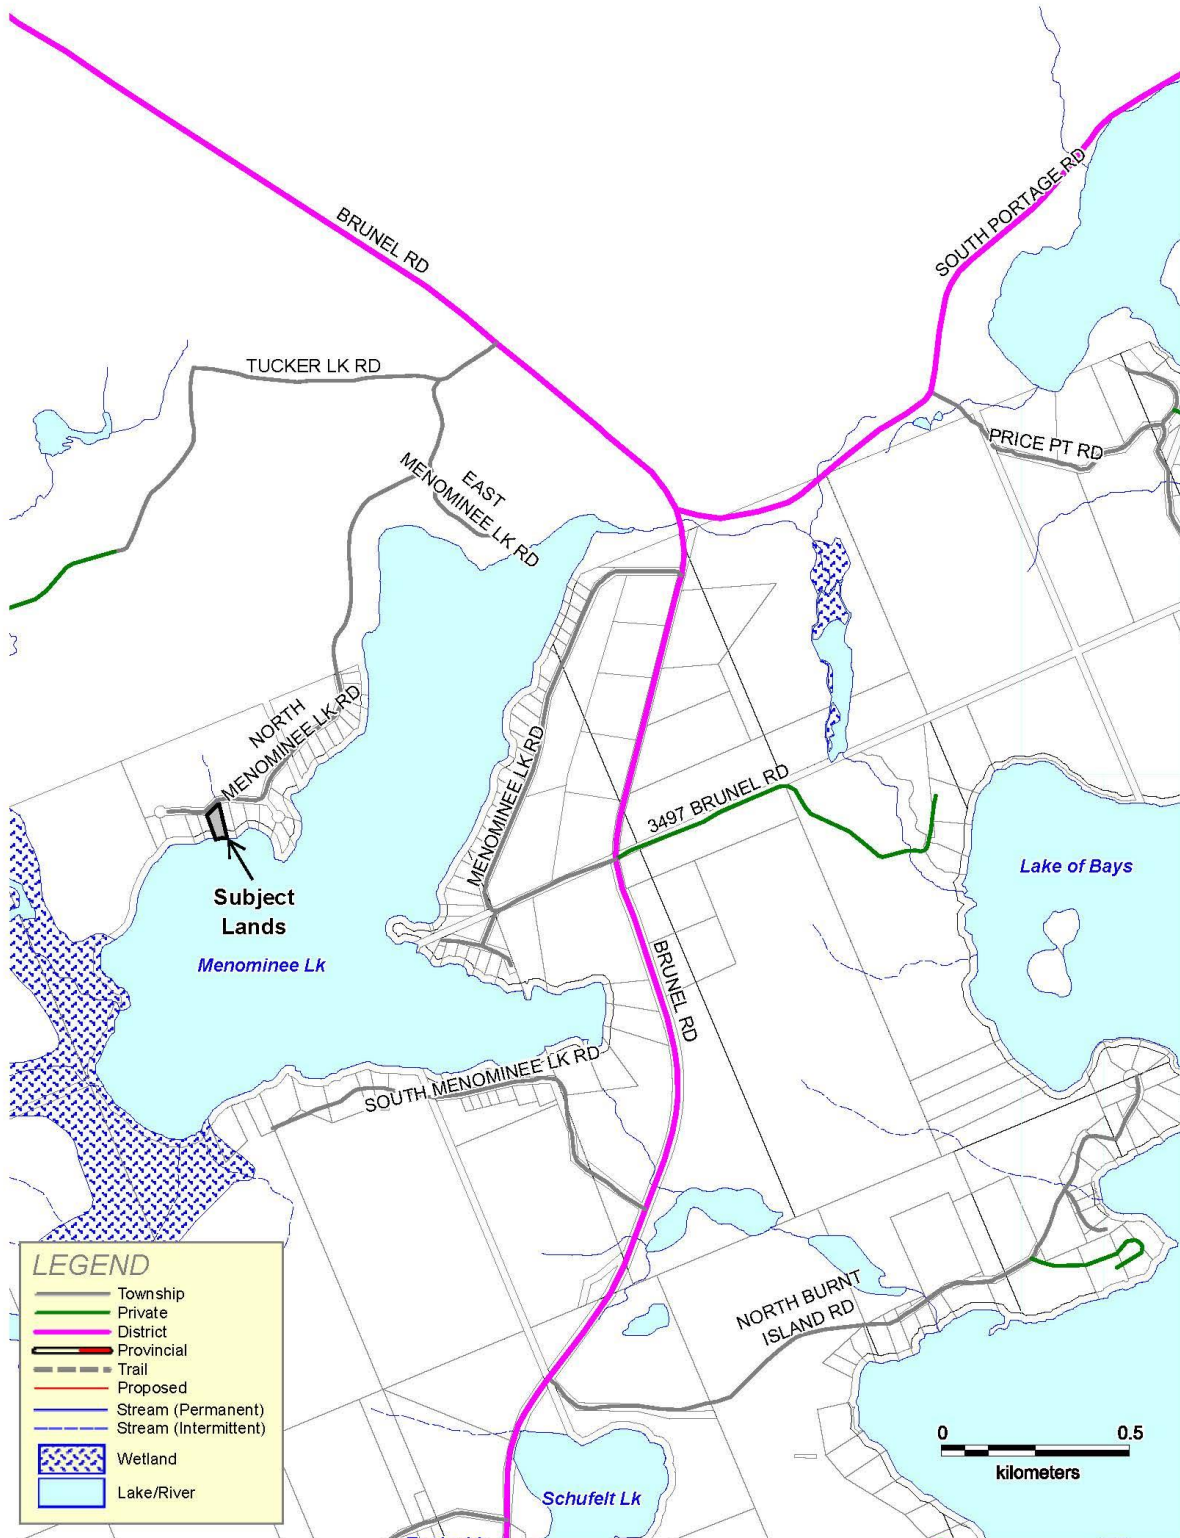 BRUNEL RD
SOUTH PORTAGE RD
TUCKER LK RD
PRICE PT RD
EAST
MENOMINEE LK RD
NORTH
MENOMINEE LK RD
MENOMINEE LK RD
3497 BRUNEL RD
Subject
Lands
Lake of Bays
Menominee Lk
BRUNEL RD
SOUTH MENOMINEE LK RD
NORTH BURNT
ISLAND RD
LEGEND
Township
Private
District
Provincial
Trail
Proposed
Stream (Permanent)
Stream (Intermittent)
Wetland
Lake/River
0 0.5
kilometers
Schufelt Lk